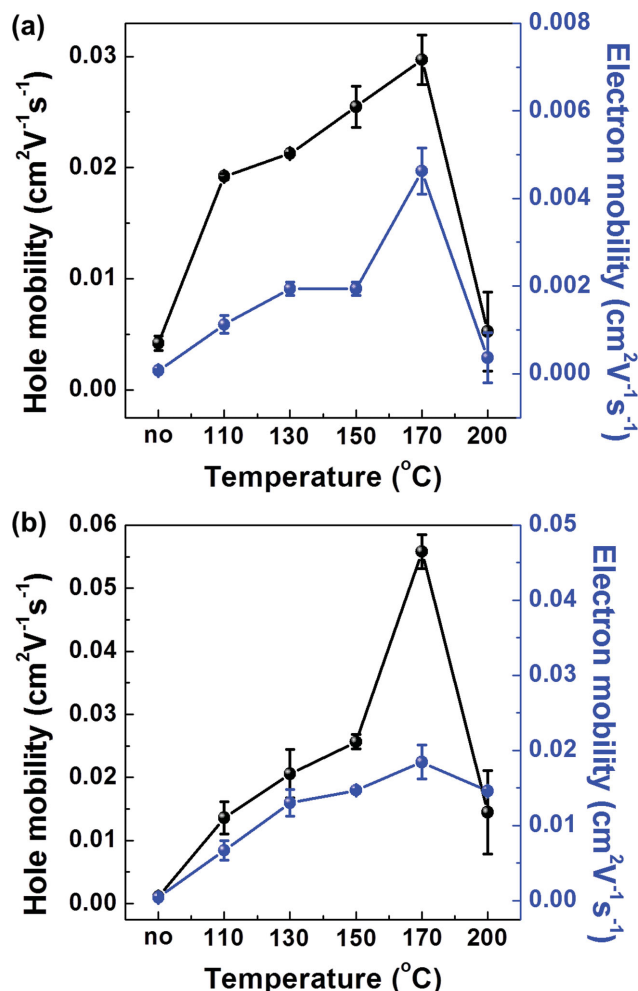 (a)
Hole mobility (cm²V⁻¹s⁻¹)
0.03
0.02
0.01
0.00
0.008
0.006
0.004
0.002
0.000
Electron mobility (cm²V⁻¹s⁻¹)
no 110 130 150 170 200
Temperature (°C)
(b)
Hole mobility (cm²V⁻¹s⁻¹)
0.06
0.05
0.04
0.03
0.02
0.01
0.00
0.05
0.04
0.03
0.02
0.01
0.00
Electron mobility (cm²V⁻¹s⁻¹)
no 110 130 150 170 200
Temperature (°C)